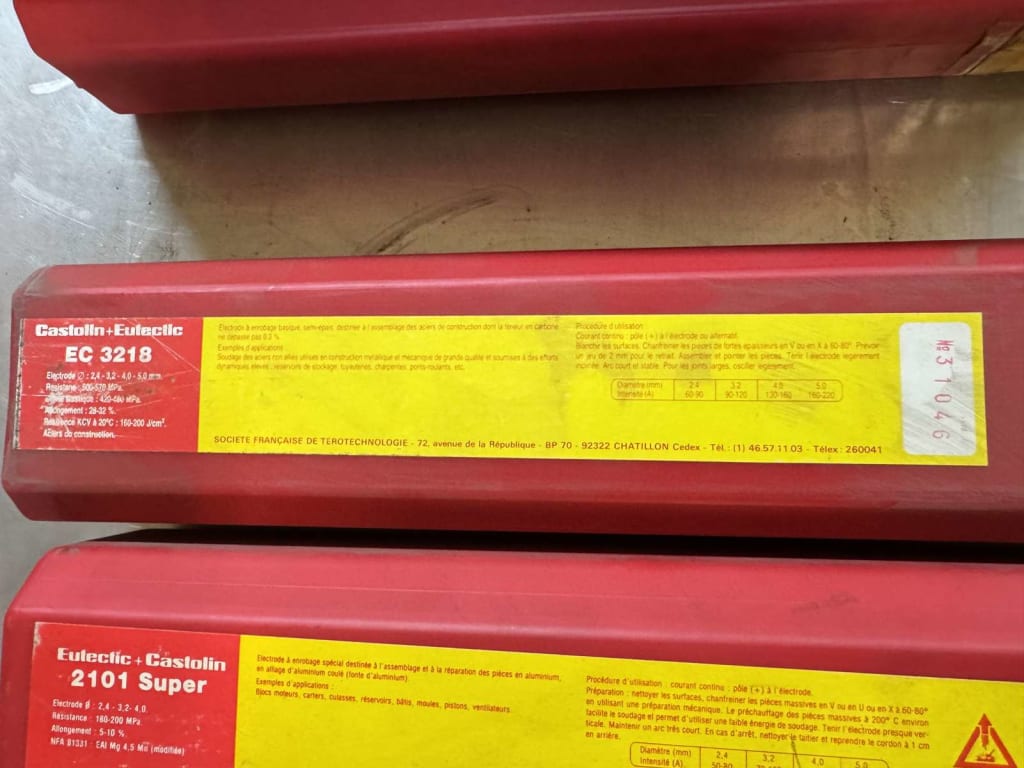 Castolin+Eutectic
EC 3218
Electrode Ø : 2,4 - 3,2 - 4,0 - 5,0 mm.
Résistance : 500-570 MPa.
élastique : 420-480 MPa.
Allongement : 28-32 %.
Résilience KCV à 20°C : 160-200 J/cm².
Aciers de construction.
Electrode à enrobage basique, semi-épais, destinée à l'assemblage des aciers de construction dont la teneur en carbone
ne dépasse pas 0,2 %
Exemples d'applications
Soudage des aciers non alliés utilisés en construction métallique et mécanique de grande qualité et soumises à des efforts
dynamiques élevés : réservoirs de stockage, tuyauteries, charpentes, ponts-roulants, etc.
Procédure d'utilisation
Courant continu : pôle (+) à l'électrode ou alternatif.
Blanchir les surfaces. Chanfreiner les pièces de fortes épaisseurs en V ou en X à 60-80°. Prévoir
un jeu de 2 mm pour le retrait. Assembler et pointer les pièces. Tenir l'électrode légèrement
inclinée. Arc court et stable. Pour les joints larges, osciller légèrement.
Diamètre (mm) 2,4 3,2 4,0 5,0
Intensité (A) 60-90 90-120 130-160 160-220
SOCIETE FRANÇAISE DE TEROTECHNOLOGIE - 72, avenue de la République - BP 70 - 92322 CHATILLON Cedex - Tél. : (1) 46.57.11.03 - Télex : 260041
No 31046
Eutectic + Castolin
2101 Super
Electrode Ø : 2,4 - 3,2- 4,0.
Résistance : 180-200 MPa
Allongement : 5-10 %.
NFA 81331 : EAl Mg 4,5 Mn (modifiée)
Electrode à enrobage spécial destinée à l'assemblage et à la réparation des pièces en aluminium,
en alliage d'aluminium coulé (fonte d'aluminium).
Exemples d'applications :
Blocs moteurs, carters, culasses, réservoirs, bâtis, moules, pistons, ventilateurs.
Procédure d'utilisation : courant continu : pôle (+) à l'électrode.
Préparation : nettoyer les surfaces, chanfreiner les pièces massives en V ou en U ou en X à 60-80°
en utilisant une préparation mécanique. Le préchauffage des pièces massives à 200° C environ
facilite le soudage et permet d'utiliser une faible énergie de soudage. Tenir l'électrode presque ver-
ticale. Maintenir un arc très court. En cas d'arrêt, nettoyer le laitier et reprendre le cordon à 1 cm
en arrière.
Diamètre (mm) 2,4 3,2 4,0 5,0
Intensité (A). 50-80